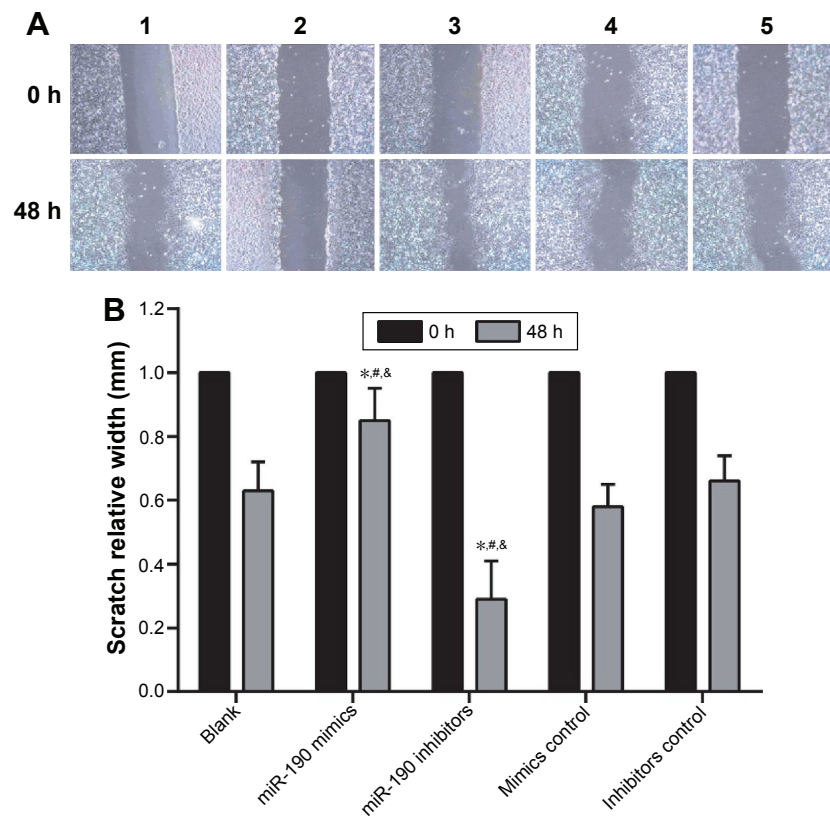 A
1 2 3 4 5
0 h
48 h
B
Scratch relative width (mm)
1.2
1.0
0.8
0.6
0.4
0.2
0.0
0 h 48 h
*,#,&
*,#,&
Blank
miR-190 mimics
miR-190 inhibitors
Mimics control
Inhibitors control